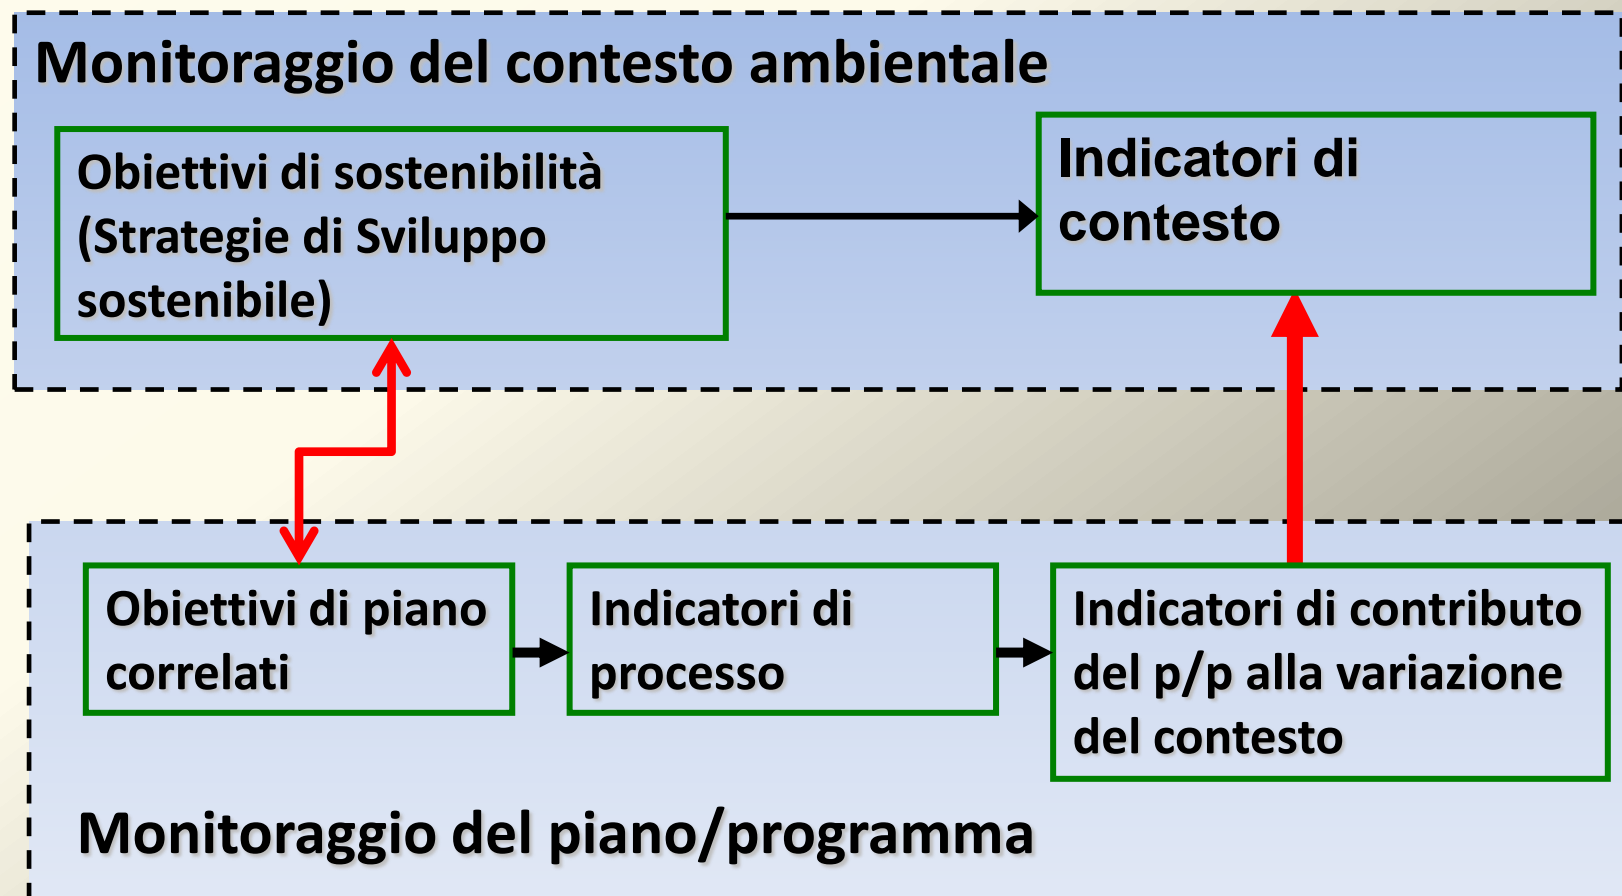 Monitoraggio del contesto ambientale
Obiettivi di sostenibilità
(Strategie di Sviluppo
sostenibile)
Indicatori di
contesto
Obiettivi di piano
correlati
Indicatori di
processo
Indicatori di contributo
del p/p alla variazione
del contesto
Monitoraggio del piano/programma